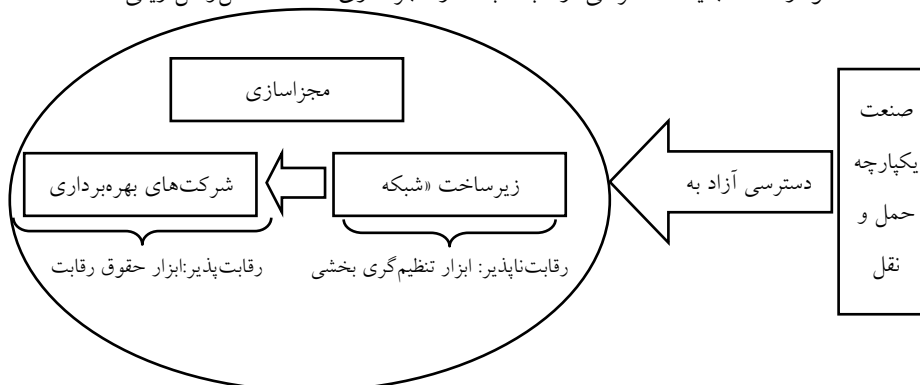 مجزاسازی
صنعت
یکپارچه
حمل و
نقل
دسترسی آزاد به
زیرساخت «شبکه
شرکت‌های بهره‌برداری
رقابت‌ناپذیر: ابزار تنظیم‌گری بخشی
رقابت‌پذیر:ابزار حقوق رقابت